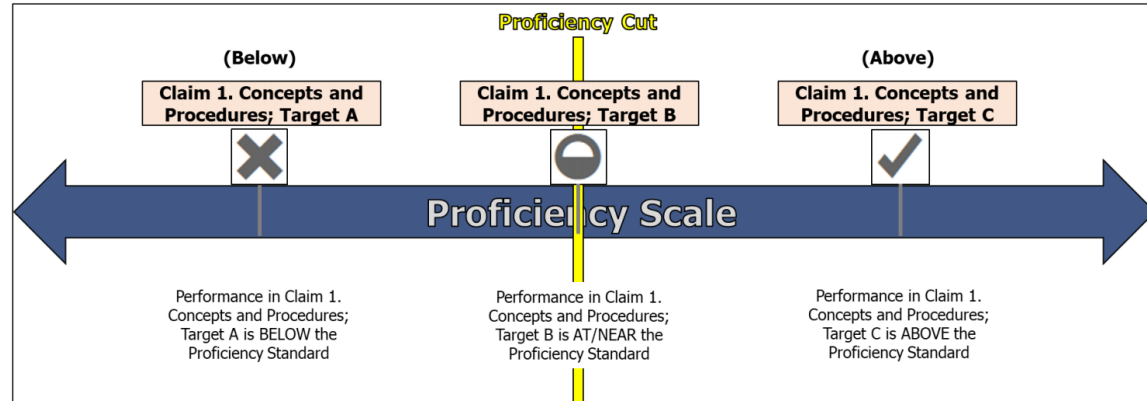 Proficiency Cut
(Below)
(Above)
Claim 1. Concepts and
Procedures; Target A
Claim 1. Concepts and
Procedures; Target B
Claim 1. Concepts and
Procedures; Target C
Proficiency Scale
Performance in Claim 1.
Concepts and Procedures;
Target A is BELOW the
Proficiency Standard
Performance in Claim 1.
Concepts and Procedures;
Target B is AT/NEAR the
Proficiency Standard
Performance in Claim 1.
Concepts and Procedures;
Target C is ABOVE the
Proficiency Standard